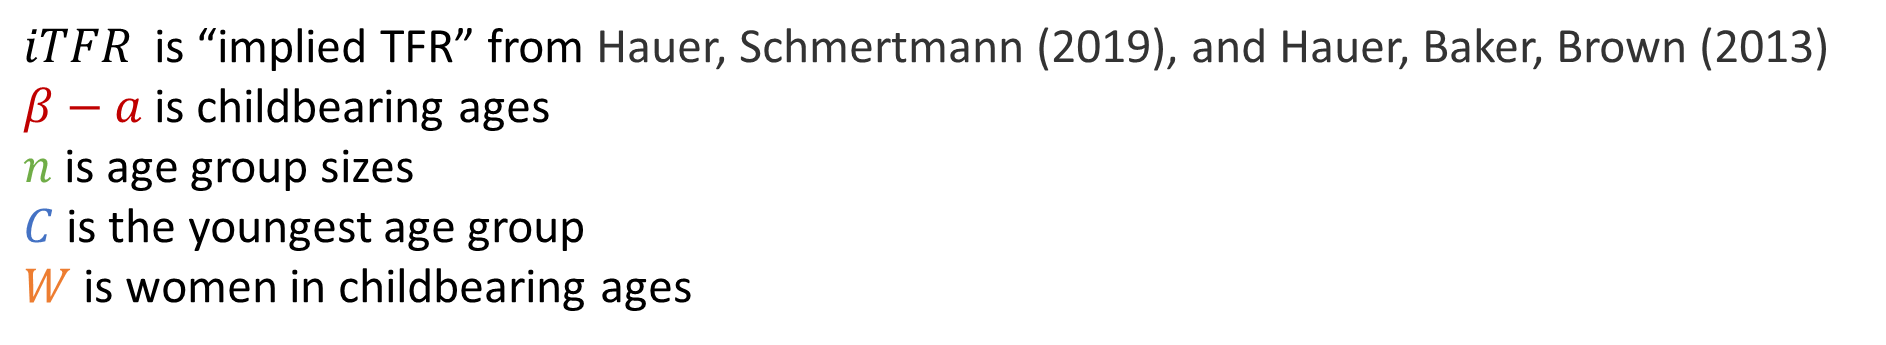 iTFR is “implied TFR” from Hauer, Schmertmann (2019), and Hauer, Baker, Brown (2013)
β − a is childbearing ages
n is age group sizes
C is the youngest age group
W is women in childbearing ages